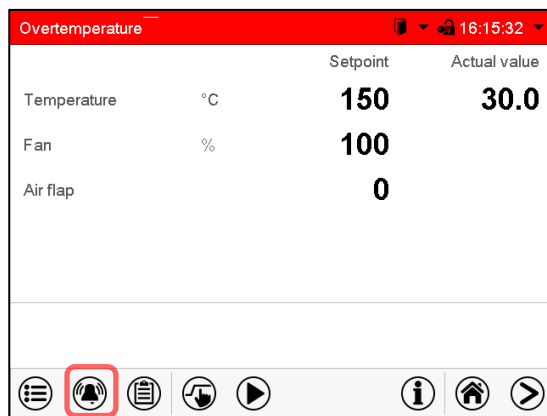 Overtemperature 16:15:32
Setpoint Actual value
Temperature °C 150 30.0
Fan % 100
Air flap 0